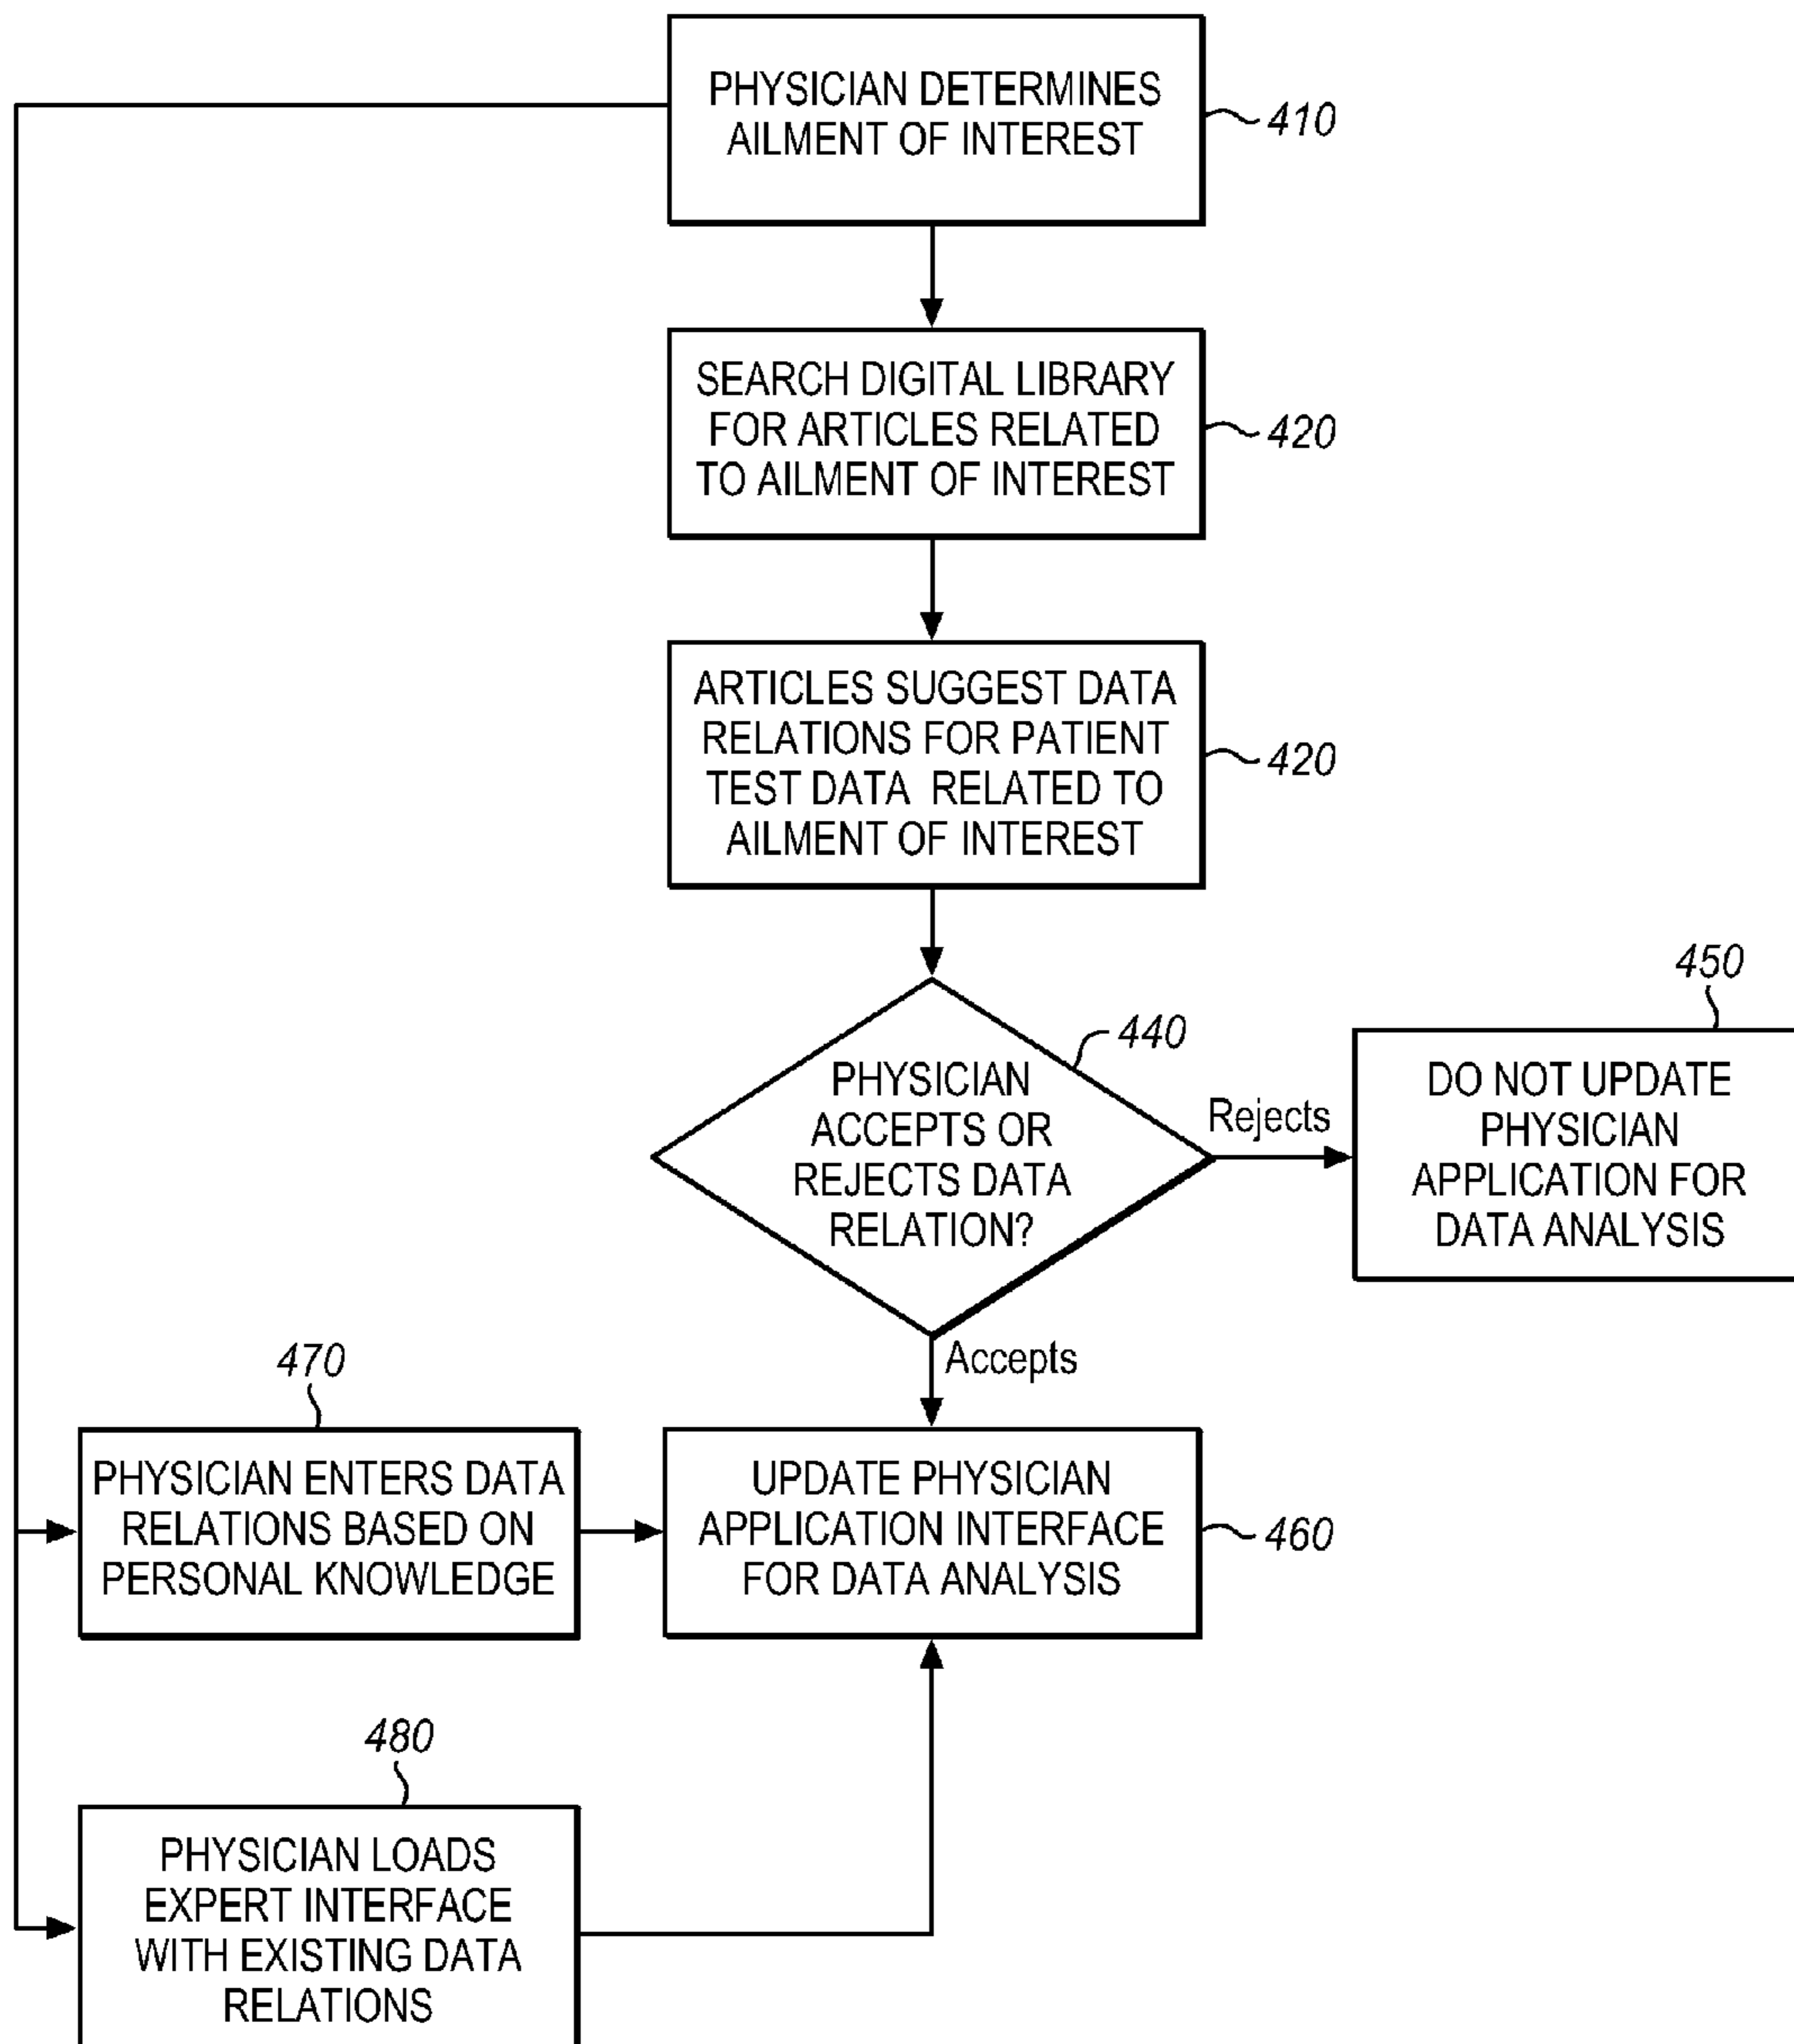 PHYSICIAN DETERMINES
AILMENT OF INTEREST
410
SEARCH DIGITAL LIBRARY
FOR ARTICLES RELATED
TO AILMENT OF INTEREST
420
ARTICLES SUGGEST DATA
RELATIONS FOR PATIENT
TEST DATA RELATED TO
AILMENT OF INTEREST
420
PHYSICIAN
ACCEPTS OR
REJECTS DATA
RELATION?
440
Rejects
450
DO NOT UPDATE
PHYSICIAN
APPLICATION FOR
DATA ANALYSIS
Accepts
470
PHYSICIAN ENTERS DATA
RELATIONS BASED ON
PERSONAL KNOWLEDGE
UPDATE PHYSICIAN
APPLICATION INTERFACE
FOR DATA ANALYSIS
460
480
PHYSICIAN LOADS
EXPERT INTERFACE
WITH EXISTING DATA
RELATIONS